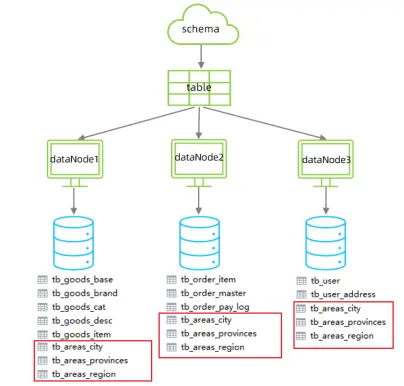 schema
table
dataNode1
dataNode2
dataNode3
tb_goods_base
tb_goods_brand
tb_goods_cat
tb_goods_desc
tb_goods_item
tb_areas_city
tb_areas_provinces
tb_areas_region
tb_order_item
tb_order_master
tb_order_pay_log
tb_areas_city
tb_areas_provinces
tb_areas_region
tb_user
tb_user_address
tb_areas_city
tb_areas_provinces
tb_areas_region